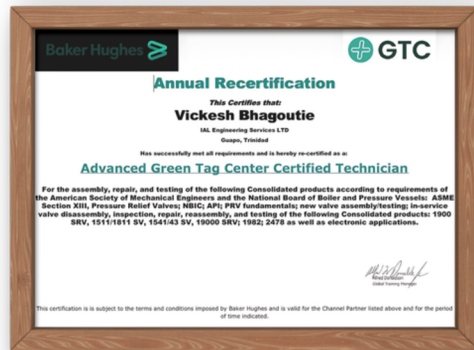 Baker Hughes
GTC
Annual Recertification
This Certifies that:
Vickesh Bhagoutie
IAL Engineering Services LTD
Guapo, Trinidad
Has successfully met all requirements and is hereby re-certified as a:
Advanced Green Tag Center Certified Technician
For the assembly, repair, and testing of the following Consolidated products according to requirements of
the American Society of Mechanical Engineers and the National Board of Boiler and Pressure Vessels: ASME
Section XIII, Pressure Relief Valves; NBIC; API; PRV fundamentals; new valve assembly/testing; in-service
valve disassembly, inspection, repair, reassembly, and testing of the following Consolidated products: 1900
SRV, 1511/1811 SV, 1541/43 SV, 19000 SRV; 1982; 2478 as well as electronic applications.
Global Training Manager
This certification is is subject to the terms and conditions imposed by Baker Hughes and is valid for the Channel Partner listed above and for the period
of time indicated.